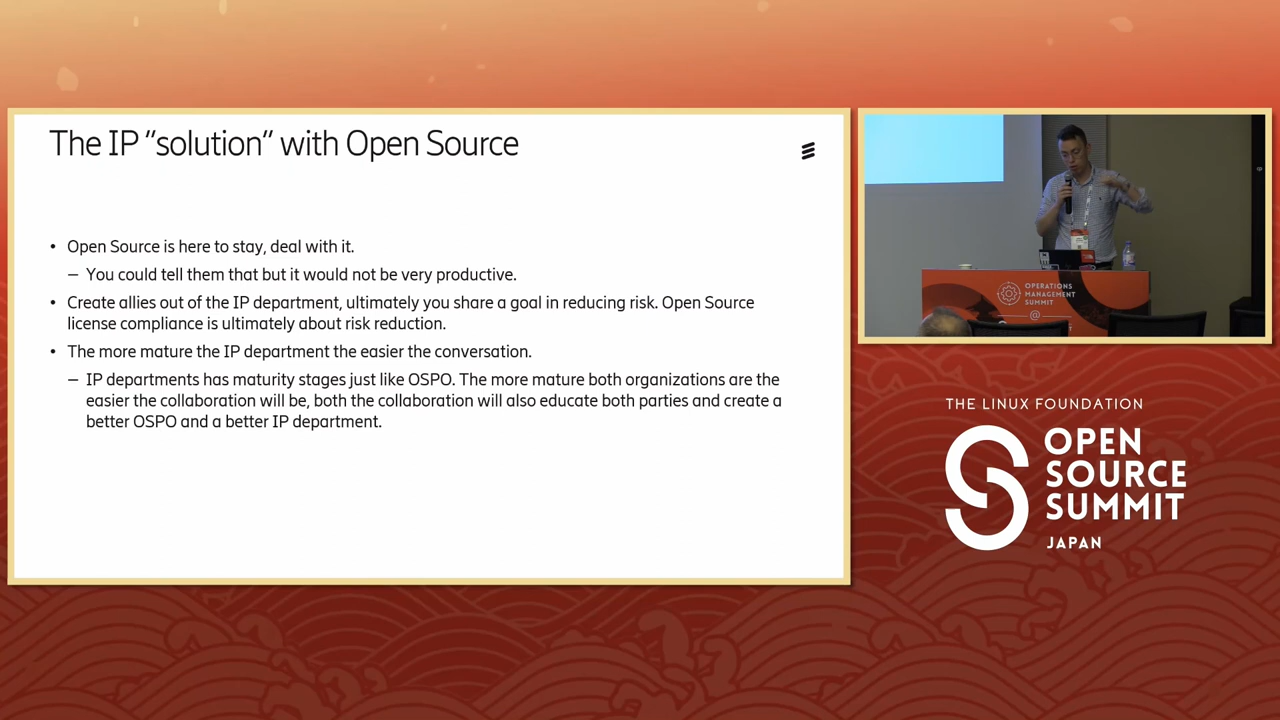 The IP ”solution” with Open Source
• Open Source is here to stay, deal with it.
– You could tell them that but it would not be very productive.
• Create allies out of the IP department, ultimately you share a goal in reducing risk. Open Source
license compliance is ultimately about risk reduction.
• The more mature the IP department the easier the conversation.
– IP departments has maturity stages just like OSPO. The more mature both organizations are the
easier the collaboration will be, both the collaboration will also educate both parties and create a
better OSPO and a better IP department.
OPERATIONS
MANAGEMENT
SUMMIT
@
THE LINUX FOUNDATION
OPEN
SOURCE
SUMMIT
JAPAN